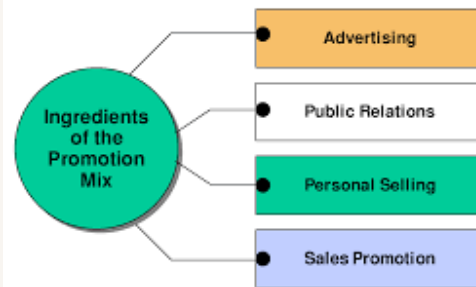 Ingredients
of the
Promotion
Mix
Advertising
Public Relations
Personal Selling
Sales Promotion